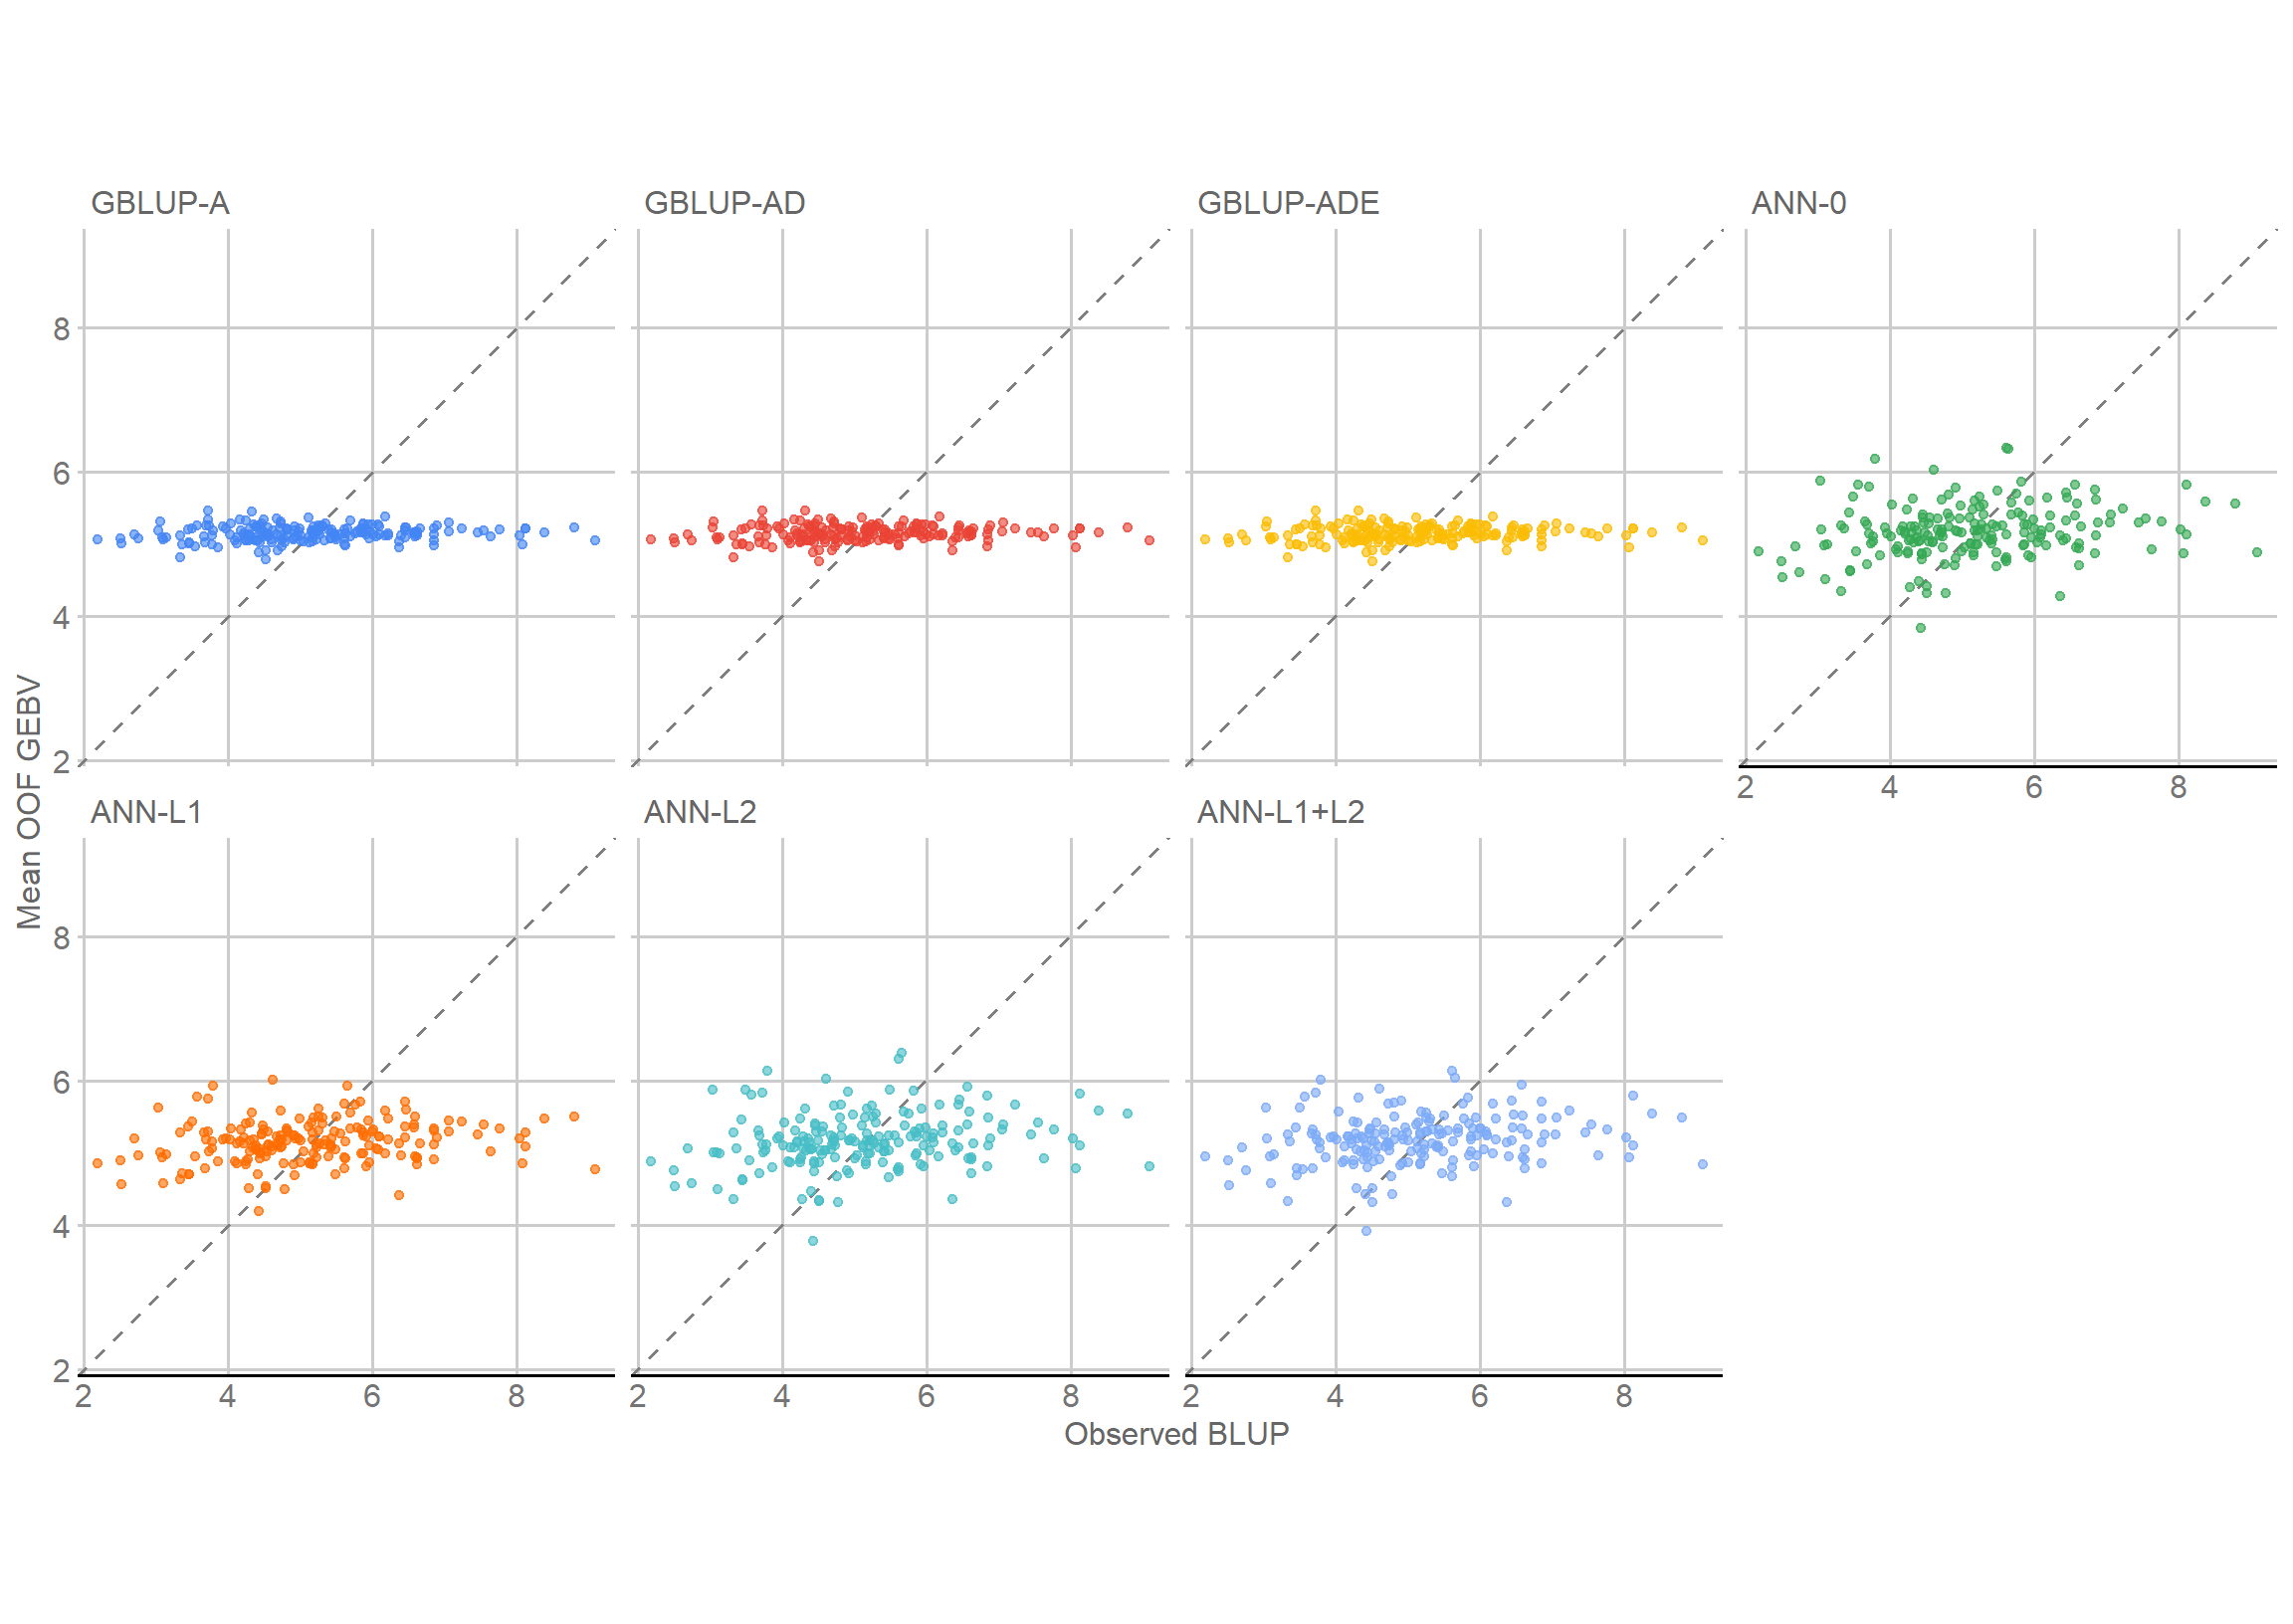 GBLUP-A
GBLUP-AD
GBLUP-ADE
ANN-0
8
6
4
2
2 4 6 8
Mean OOF GEBV
ANN-L1
ANN-L2
ANN-L1+L2
8
6
4
2
2 4 6 8
2 4 6 8
2 4 6 8
Observed BLUP